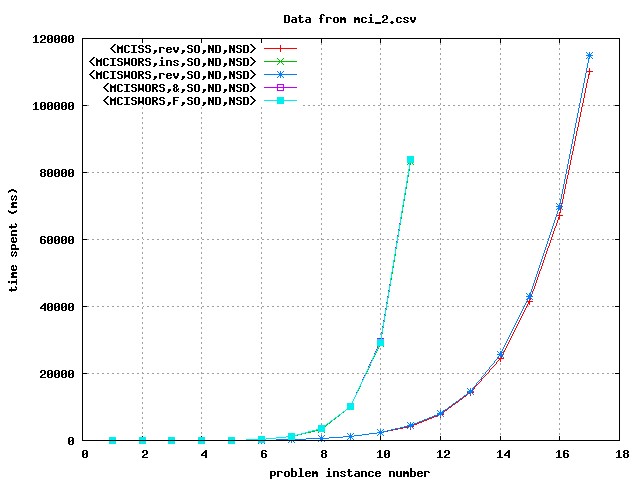 Data from mci_2.csv
120000
100000
80000
60000
40000
20000
0
<MCISS,rev,SO,ND,NSD>
<MCISWORS,ins,SO,ND,NSD>
<MCISWORS,rev,SO,ND,NSD>
<MCISWORS,&,SO,ND,NSD>
<MCISWORS,F,SO,ND,NSD>
time spent (ms)
0 2 4 6 8 10 12 14 16 18
problem instance number